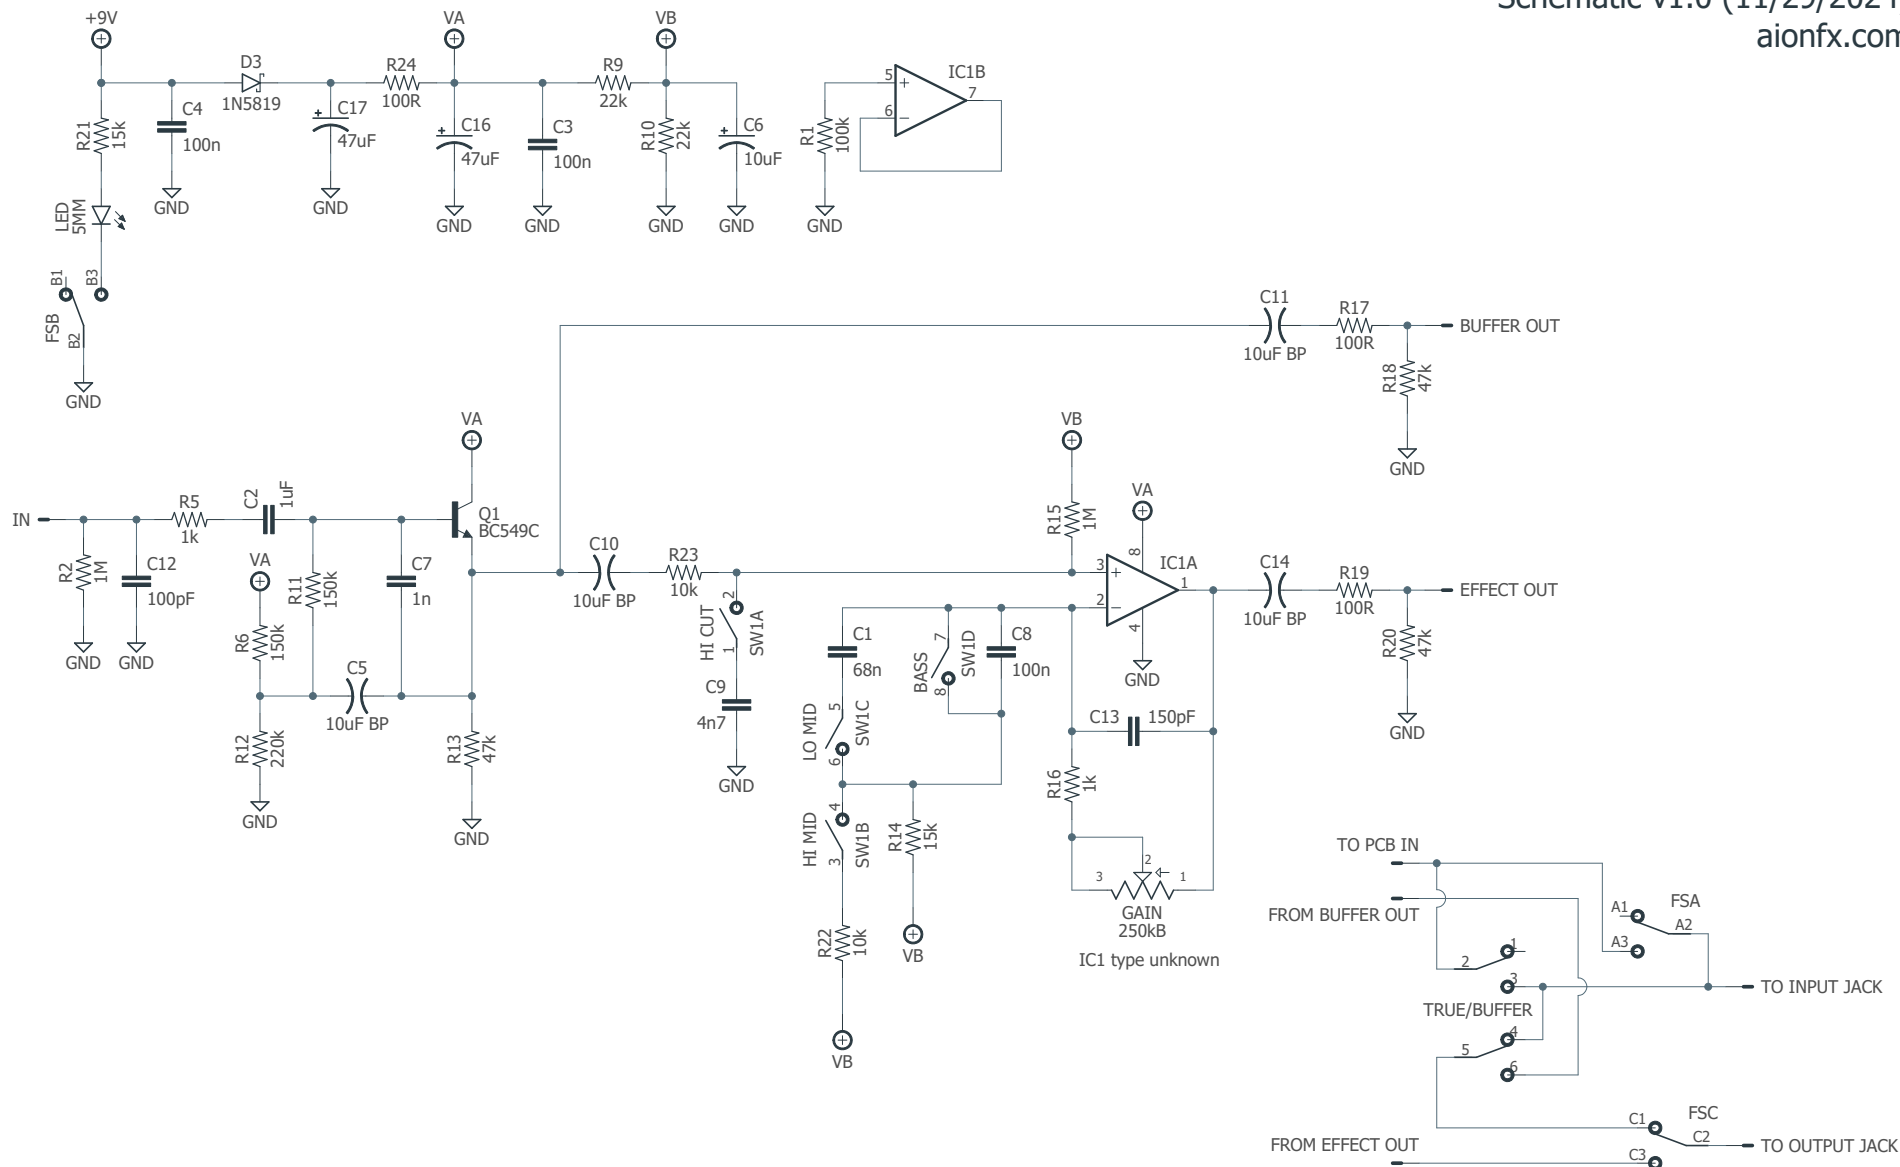 Schematic v1.0 (11/29/2021
aionfx.com
+9V
VA
VB
D3
1N5819
R24
100R
R9
22k
IC1B
5
+
6
−
7
R21
15k
C4
100n
C17
47uF
C16
47uF
C3
100n
R10
22k
C6
10uF
R1
100k
GND
GND
GND
GND
GND
GND
GND
LED
5MM
B1
B3
FSB
B2
GND
C11
10uF BP
R17
100R
BUFFER OUT
R18
47k
GND
VA
VB
IN
R5
1k
C2
1uF
Q1
BC549C
R2
1M
C12
100pF
GND
GND
VA
R6
150k
R11
150k
C7
1n
C5
10uF BP
R12
220k
GND
R13
47k
GND
C10
10uF BP
R23
10k
HI CUT
2
1
SW1A
C9
4n7
GND
R15
1M
VA
8
3
+
2
−
IC1A
1
4
GND
C14
10uF BP
R19
100R
EFFECT OUT
R20
47k
GND
C1
68n
BASS
7
8
SW1D
C8
100n
LO MID
5
6
SW1C
HI MID
4
3
SW1B
R14
15k
VB
R22
10k
VB
C13
150pF
R16
1k
3
2
1
GAIN
250kB
IC1 type unknown
TO PCB IN
FROM BUFFER OUT
A1
FSA
A2
A3
1
2
3
TO INPUT JACK
TRUE/BUFFER
4
5
6
C1
FSC
C2
TO OUTPUT JACK
FROM EFFECT OUT
C3